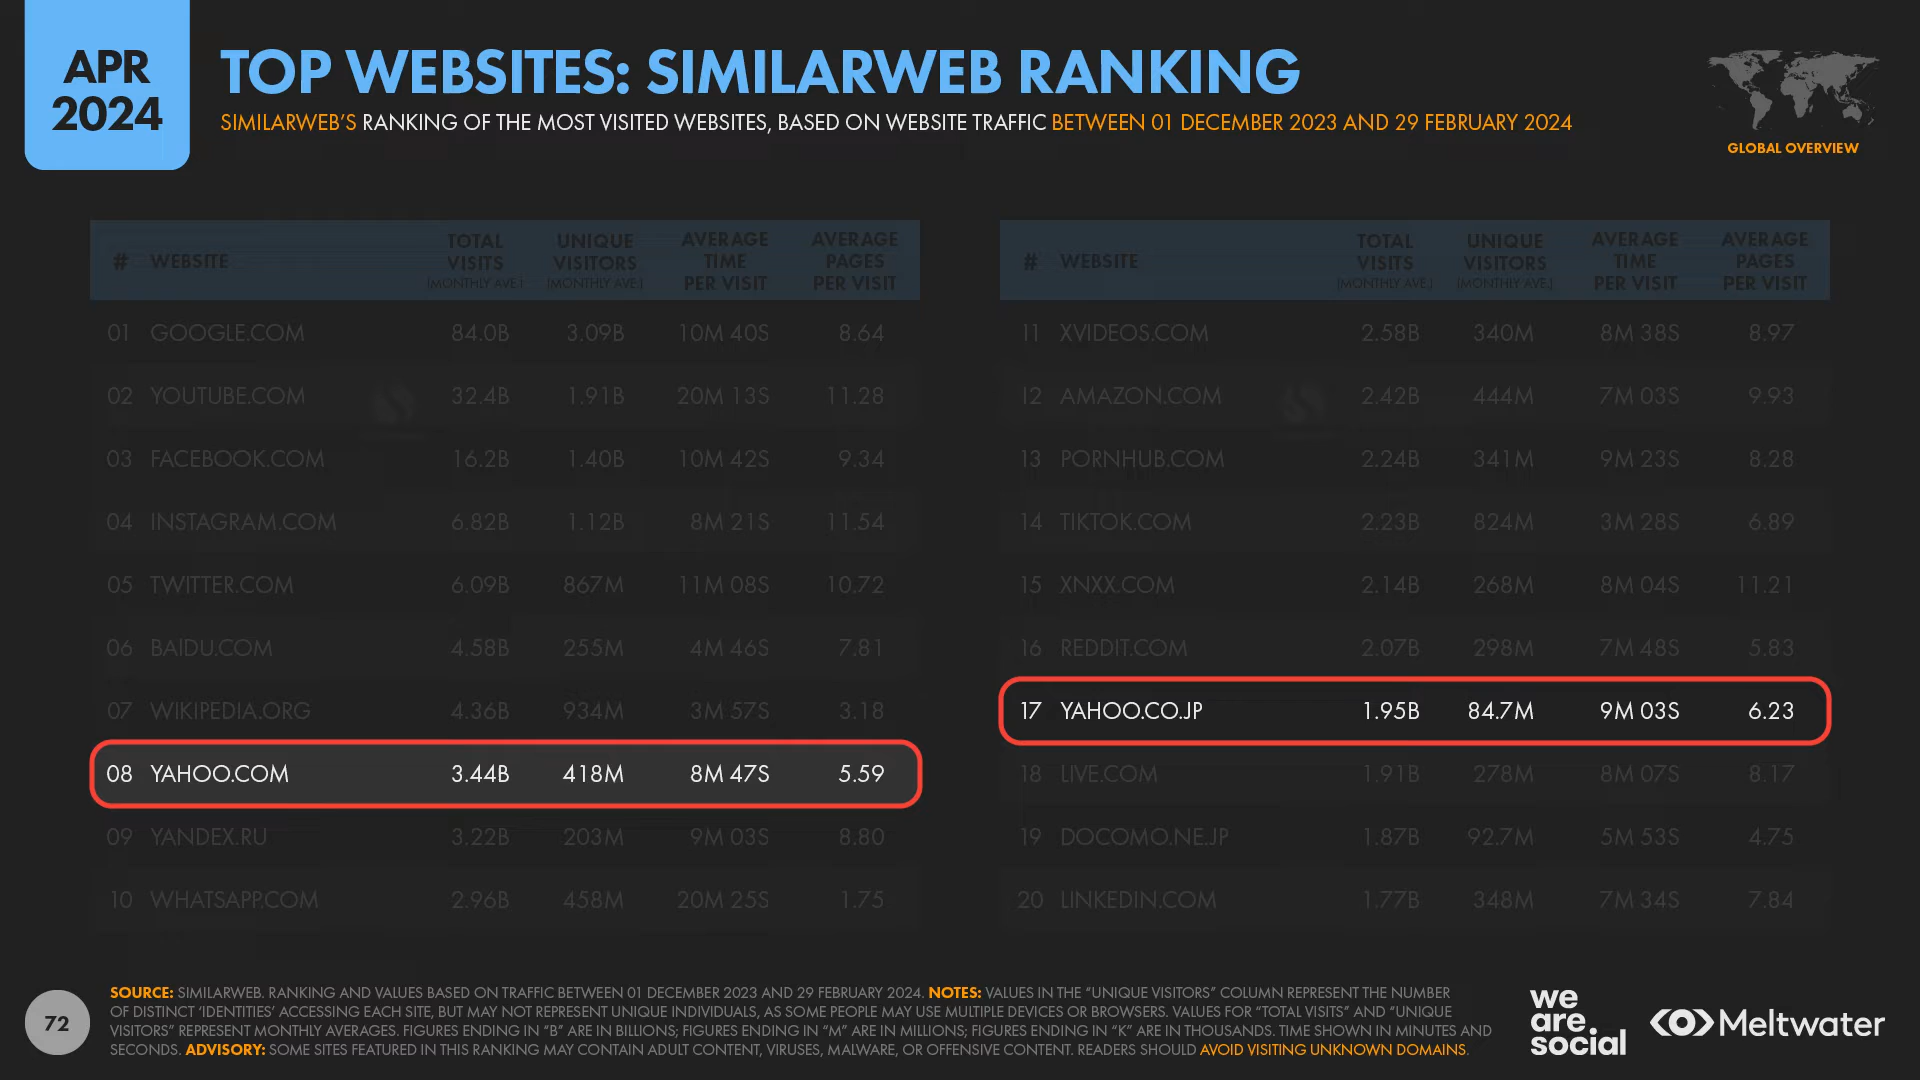 APR
2024
TOP WEBSITES: SIMILARWEB RANKING
SIMILARWEB'S RANKING OF THE MOST VISITED WEBSITES, BASED ON WEBSITE TRAFFIC BETWEEN 01 DECEMBER 2023 AND 29 FEBRUARY 2024
GLOBAL OVERVIEW
# WEBSITE TOTAL VISITS (MONTHLY AVE.) UNIQUE VISITORS (MONTHLY AVE.) AVERAGE TIME PER VISIT AVERAGE PAGES PER VISIT
01 GOOGLE.COM 84.0B 3.09B 10M 40S 8.64
02 YOUTUBE.COM 32.4B 1.91B 20M 13S 11.28
03 FACEBOOK.COM 16.2B 1.40B 10M 42S 9.34
04 INSTAGRAM.COM 6.82B 1.12B 8M 21S 11.54
05 TWITTER.COM 6.09B 867M 11M 08S 10.72
06 BAIDU.COM 4.58B 255M 4M 46S 7.81
07 WIKIPEDIA.ORG 4.36B 934M 3M 57S 3.18
08 YAHOO.COM 3.44B 418M 8M 47S 5.59
09 YANDEX.RU 3.22B 203M 9M 03S 8.80
10 WHATSAPP.COM 2.96B 458M 20M 25S 1.75
# WEBSITE TOTAL VISITS (MONTHLY AVE.) UNIQUE VISITORS (MONTHLY AVE.) AVERAGE TIME PER VISIT AVERAGE PAGES PER VISIT
11 XVIDEOS.COM 2.58B 340M 8M 38S 8.97
12 AMAZON.COM 2.42B 444M 7M 03S 9.93
13 PORNHUB.COM 2.24B 341M 9M 23S 8.28
14 TIKTOK.COM 2.23B 824M 3M 28S 6.89
15 XNXX.COM 2.14B 268M 8M 04S 11.21
16 REDDIT.COM 2.07B 298M 7M 48S 5.83
17 YAHOO.CO.JP 1.95B 84.7M 9M 03S 6.23
18 LIVE.COM 1.91B 278M 8M 07S 8.17
19 DOCOMO.NE.JP 1.87B 92.7M 5M 53S 4.75
20 LINKEDIN.COM 1.77B 348M 7M 34S 7.84
72
SOURCE: SIMILARWEB. RANKING AND VALUES BASED ON TRAFFIC BETWEEN 01 DECEMBER 2023 AND 29 FEBRUARY 2024. NOTES: VALUES IN THE "UNIQUE VISITORS" COLUMN REPRESENT THE NUMBER
OF DISTINCT 'IDENTITIES' ACCESSING EACH SITE, BUT MAY NOT REPRESENT UNIQUE INDIVIDUALS, AS SOME PEOPLE MAY USE MULTIPLE DEVICES OR BROWSERS. VALUES FOR "TOTAL VISITS" AND "UNIQUE
VISITORS" REPRESENT MONTHLY AVERAGES. FIGURES ENDING IN "B" ARE IN BILLIONS; FIGURES ENDING IN "M" ARE IN MILLIONS; FIGURES ENDING IN "K" ARE IN THOUSANDS. TIME SHOWN IN MINUTES AND
SECONDS. ADVISORY: SOME SITES FEATURED IN THIS RANKING MAY CONTAIN ADULT CONTENT, VIRUSES, MALWARE, OR OFFENSIVE CONTENT. READERS SHOULD AVOID VISITING UNKNOWN DOMAINS.
we
are
social
Meltwater